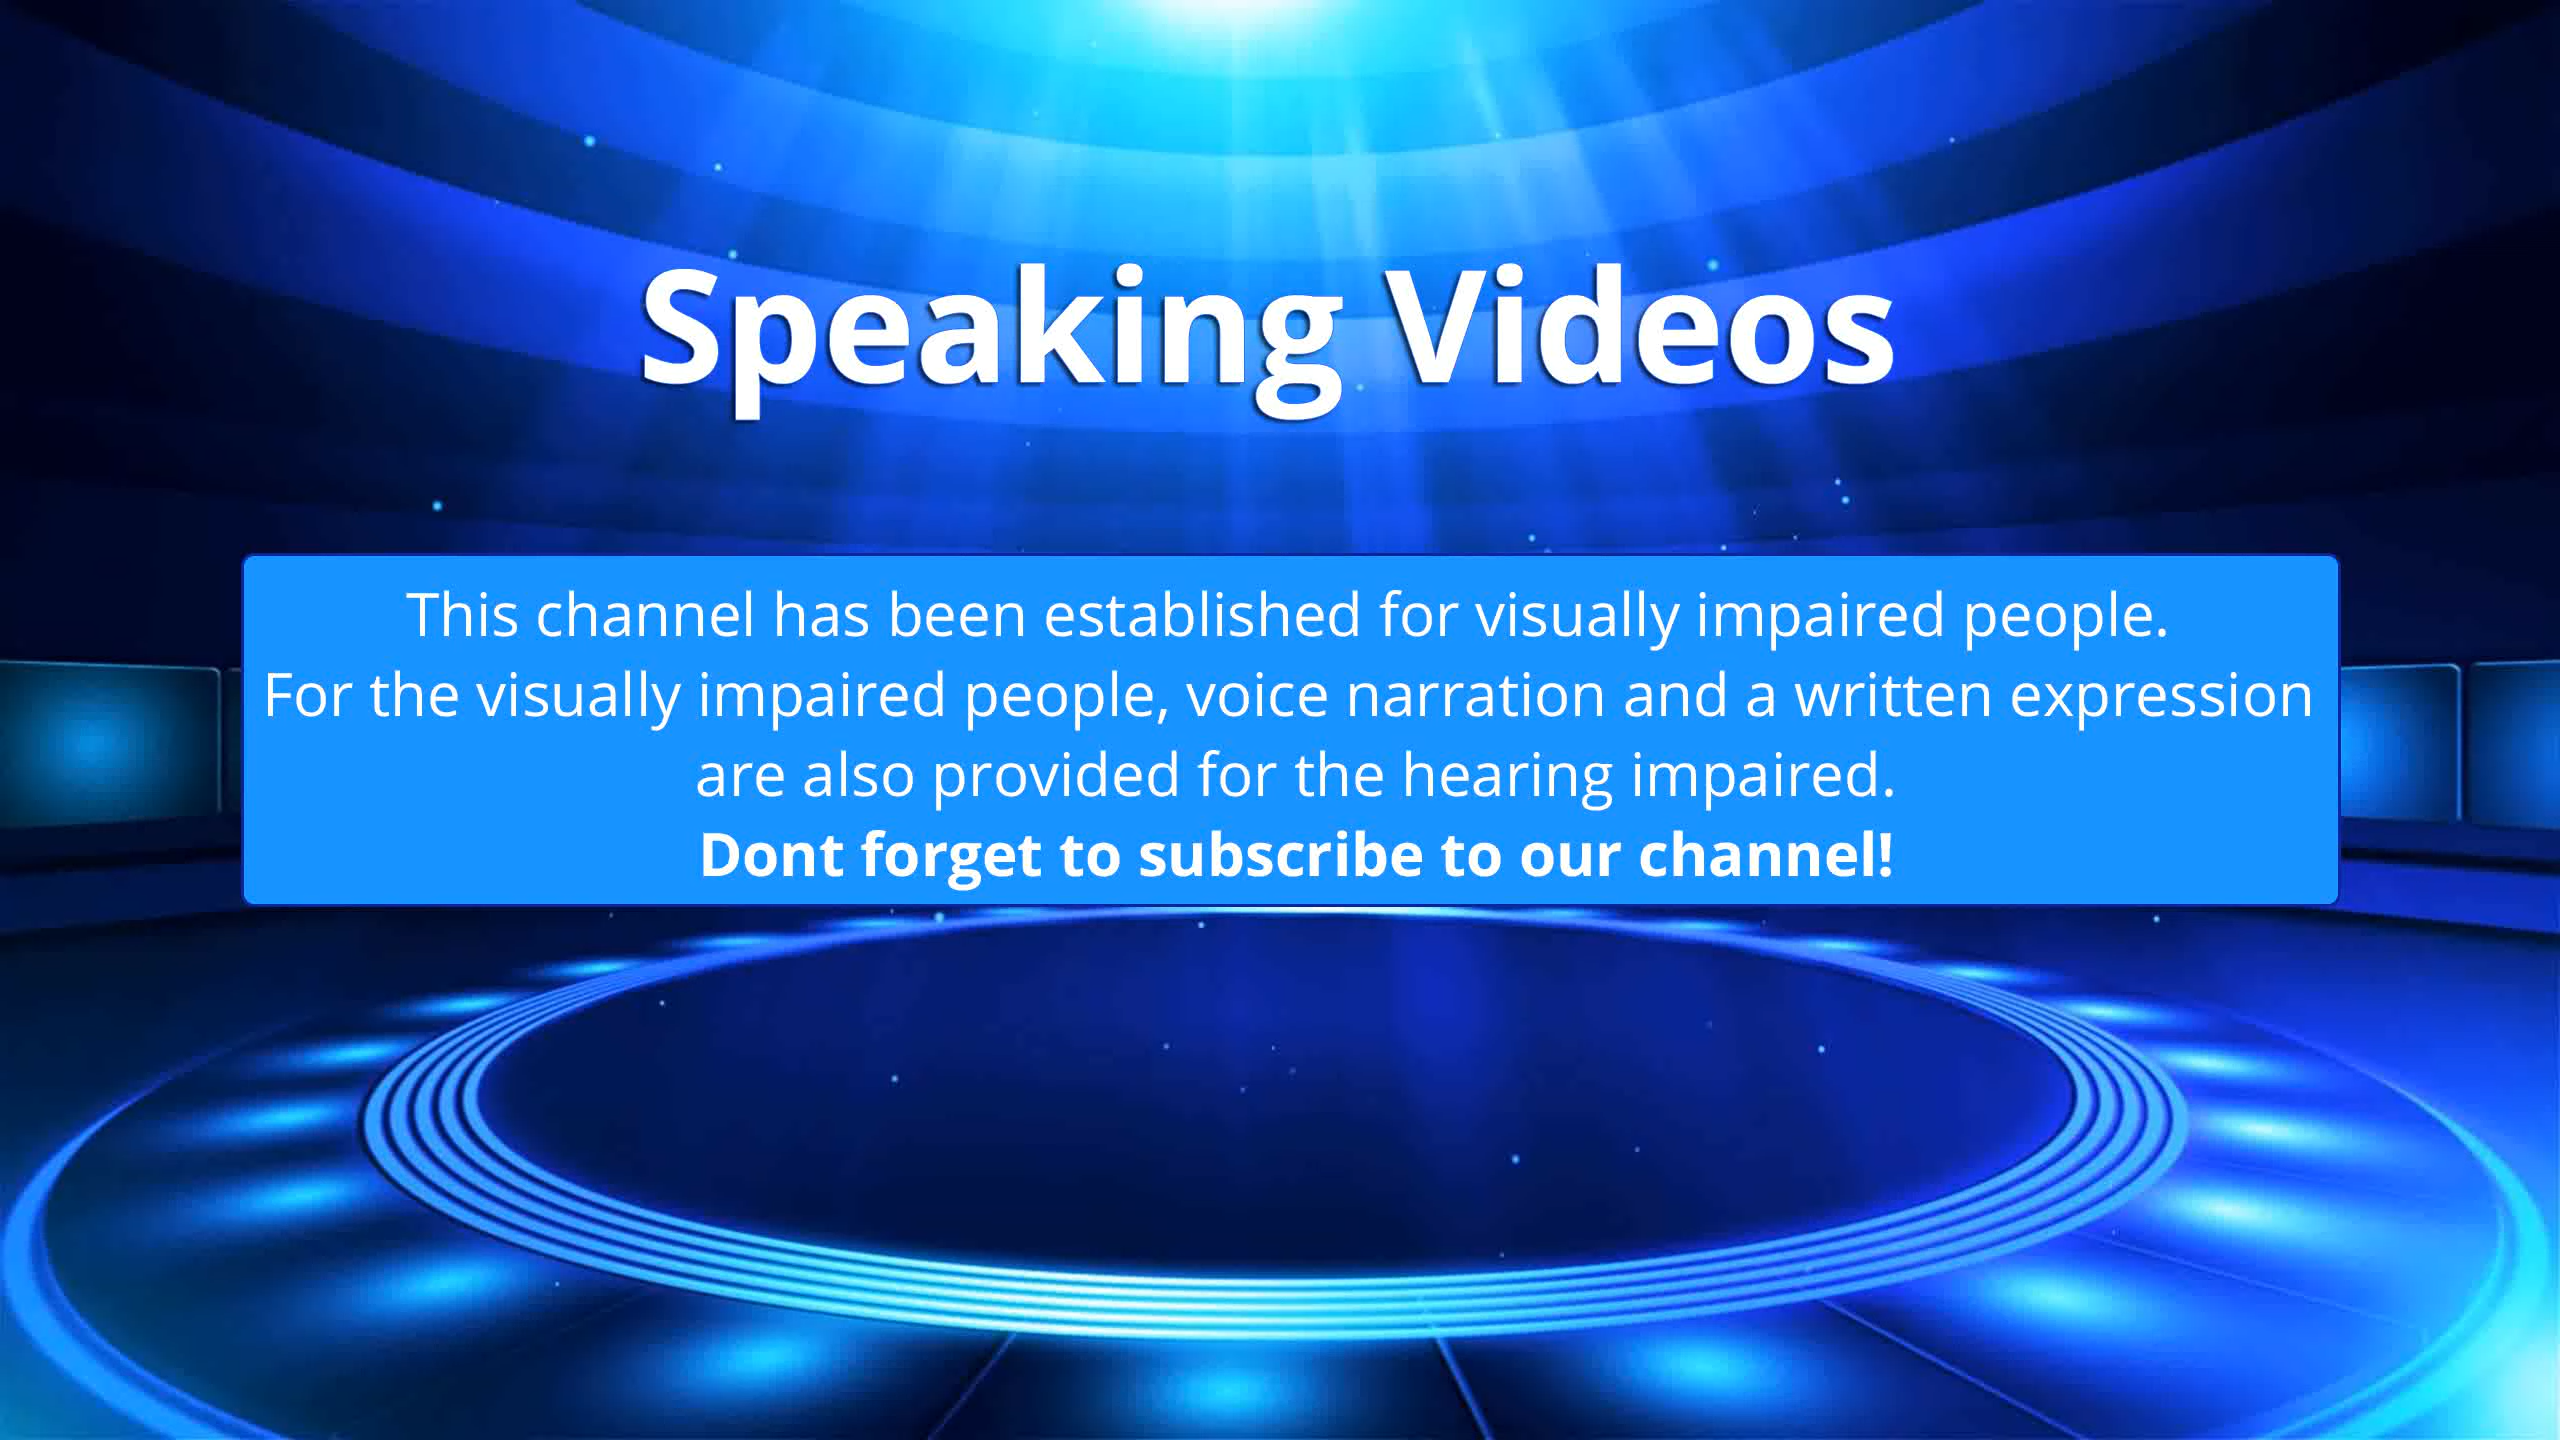 Speaking Videos
This channel has been established for visually impaired people.
For the visually impaired people, voice narration and a written expression
are also provided for the hearing impaired.
Dont forget to subscribe to our channel!